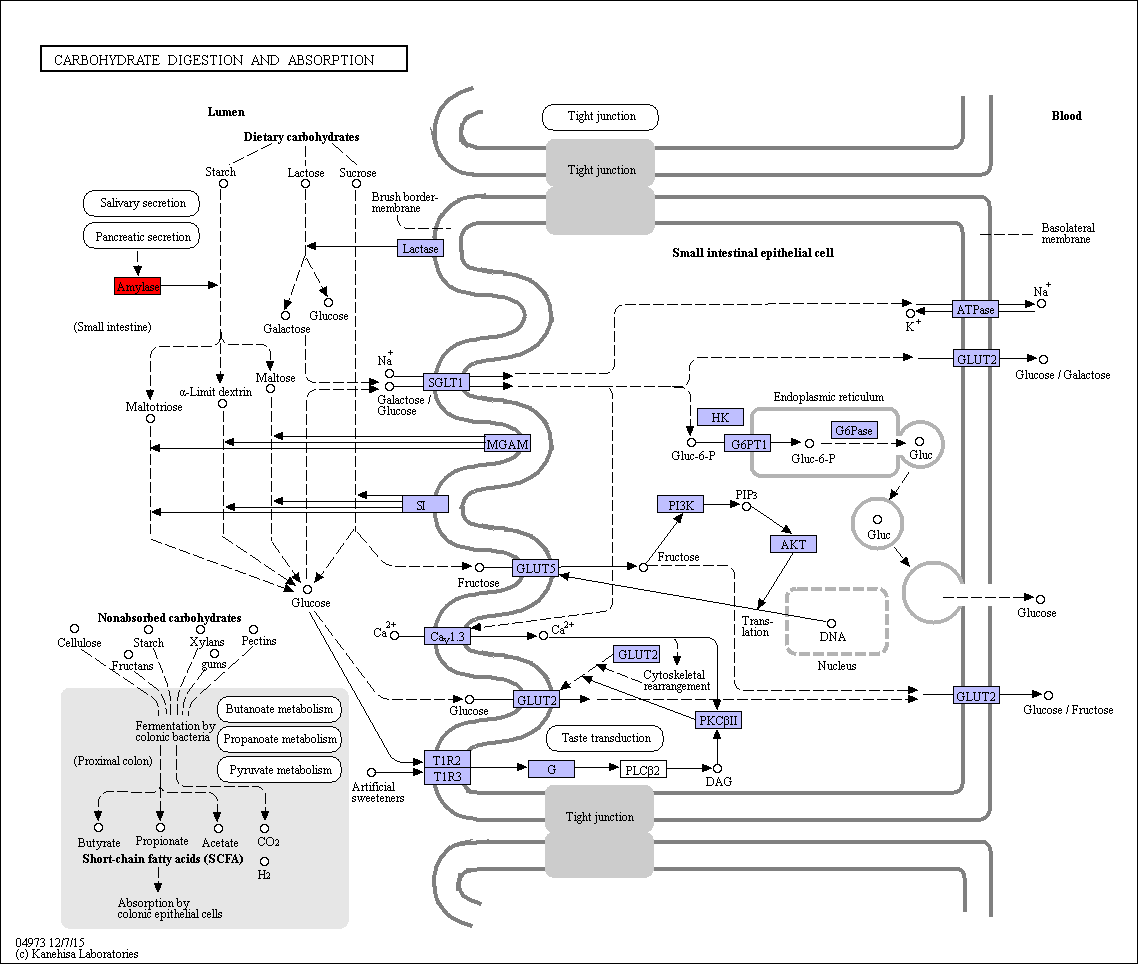 CARBOHYDRATE DIGESTION AND ABSORPTION
Lumen
Blood
Dietary carbohydrates
Starch
Lactose
Sucrose
Tight junction
Tight junction
Salivary secretion
Pancreatic secretion
Amylase
(Small intestine)
Brush border-
membrane
Lactase
Small intestinal epithelial cell
Basolateral
membrane
Galactose
Glucose
Na+
K+
ATPase
Na+
GLUT2
Glucose / Galactose
Maltotriose
α-Limit dextrin
Maltose
Galactose /
Glucose
SGLT1
MGAM
SI
HK
Gluc-6-P
G6PT1
Endoplasmic reticulum
Gluc-6-P
G6Pase
Gluc
Gluc
Glucose
PI3K
PIP3
AKT
Fructose
GLUT5
Fructose
Trans-
lation
DNA
Nucleus
Glucose
Ca2+
Cav1.3
Ca2+
GLUT2
Cytoskeletal
rearrangement
Glucose
GLUT2
PKCβII
GLUT2
Glucose / Fructose
Taste transduction
Artificial
sweeteners
T1R2
T1R3
G
PLCβ2
DAG
Tight junction
Nonabsorbed carbohydrates
Cellulose
Fructans
Starch
Xylans
gums
Pectins
Fermentation by
colonic bacteria
(Proximal colon)
Butanoate metabolism
Propanoate metabolism
Pyruvate metabolism
Butyrate
Propionate
Acetate
CO2
H2
Short-chain fatty acids (SCFA)
Absorption by
colonic epithelial cells
04973 12/7/15
(c) Kanehisa Laboratories